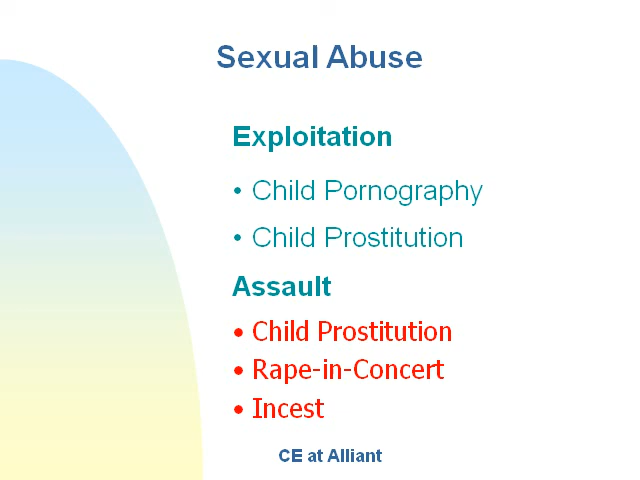 Sexual Abuse
Exploitation
• Child Pornography
• Child Prostitution
Assault
• Child Prostitution
• Rape-in-Concert
• Incest
CE at Alliant